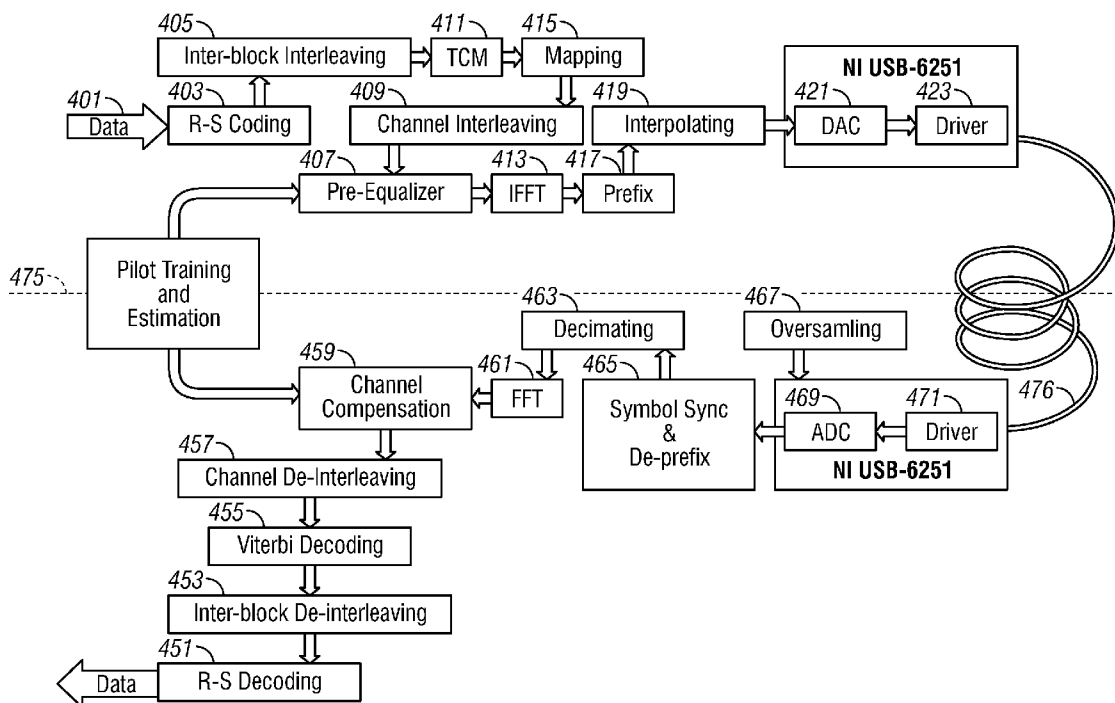 405
Inter-block Interleaving
411
TCM
415
Mapping
NI USB-6251
401
Data
403
R-S Coding
409
Channel Interleaving
419
Interpolating
421
DAC
423
Driver
407
Pre-Equalizer
413
IFFT
417
Prefix
475
Pilot Training
and
Estimation
463
Decimating
467
Oversamling
459
Channel
Compensation
461
FFT
465
Symbol Sync
&
De-prefix
469
ADC
471
Driver
NI USB-6251
476
457
Channel De-Interleaving
455
Viterbi Decoding
453
Inter-block De-interleaving
451
R-S Decoding
Data